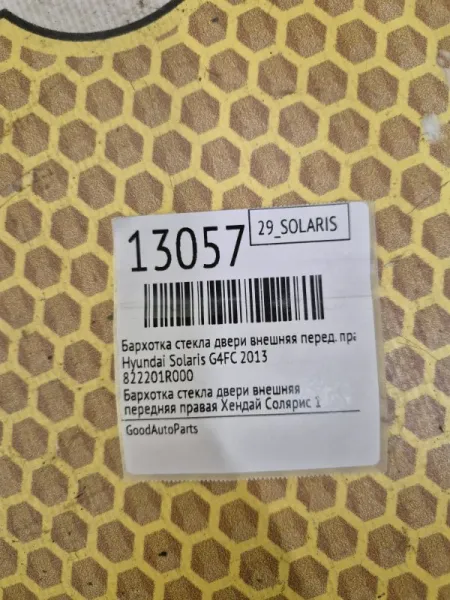 13057
29_SOLARIS
Бархотка стекла двери внешняя перед. пра
Hyundai Solaris G4FC 2013
822201R000
Бархотка стекла двери внешняя
передняя правая Хендай Солярис 1
GoodAutoParts